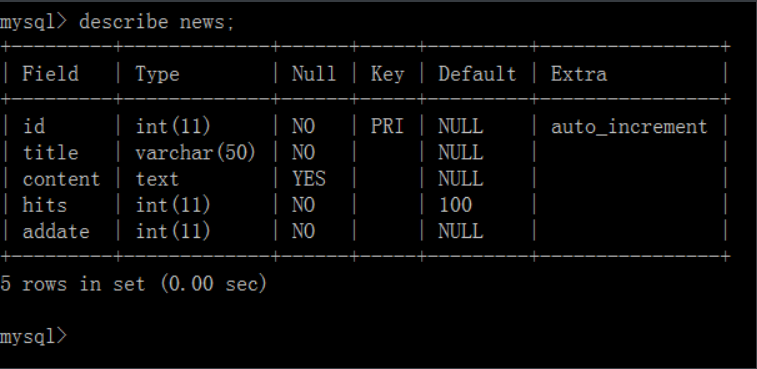 mysql> describe news;
+---------+-------------+------+-----+---------+----------------+
| Field   | Type        | Null | Key | Default | Extra          |
+---------+-------------+------+-----+---------+----------------+
| id      | int(11)     | NO   | PRI | NULL    | auto_increment |
| title   | varchar(50) | NO   |     | NULL    |                |
| content | text        | YES  |     | NULL    |                |
| hits    | int(11)     | NO   |     | 100     |                |
| addate  | int(11)     | NO   |     | NULL    |                |
+---------+-------------+------+-----+---------+----------------+
5 rows in set (0.00 sec)
mysql>